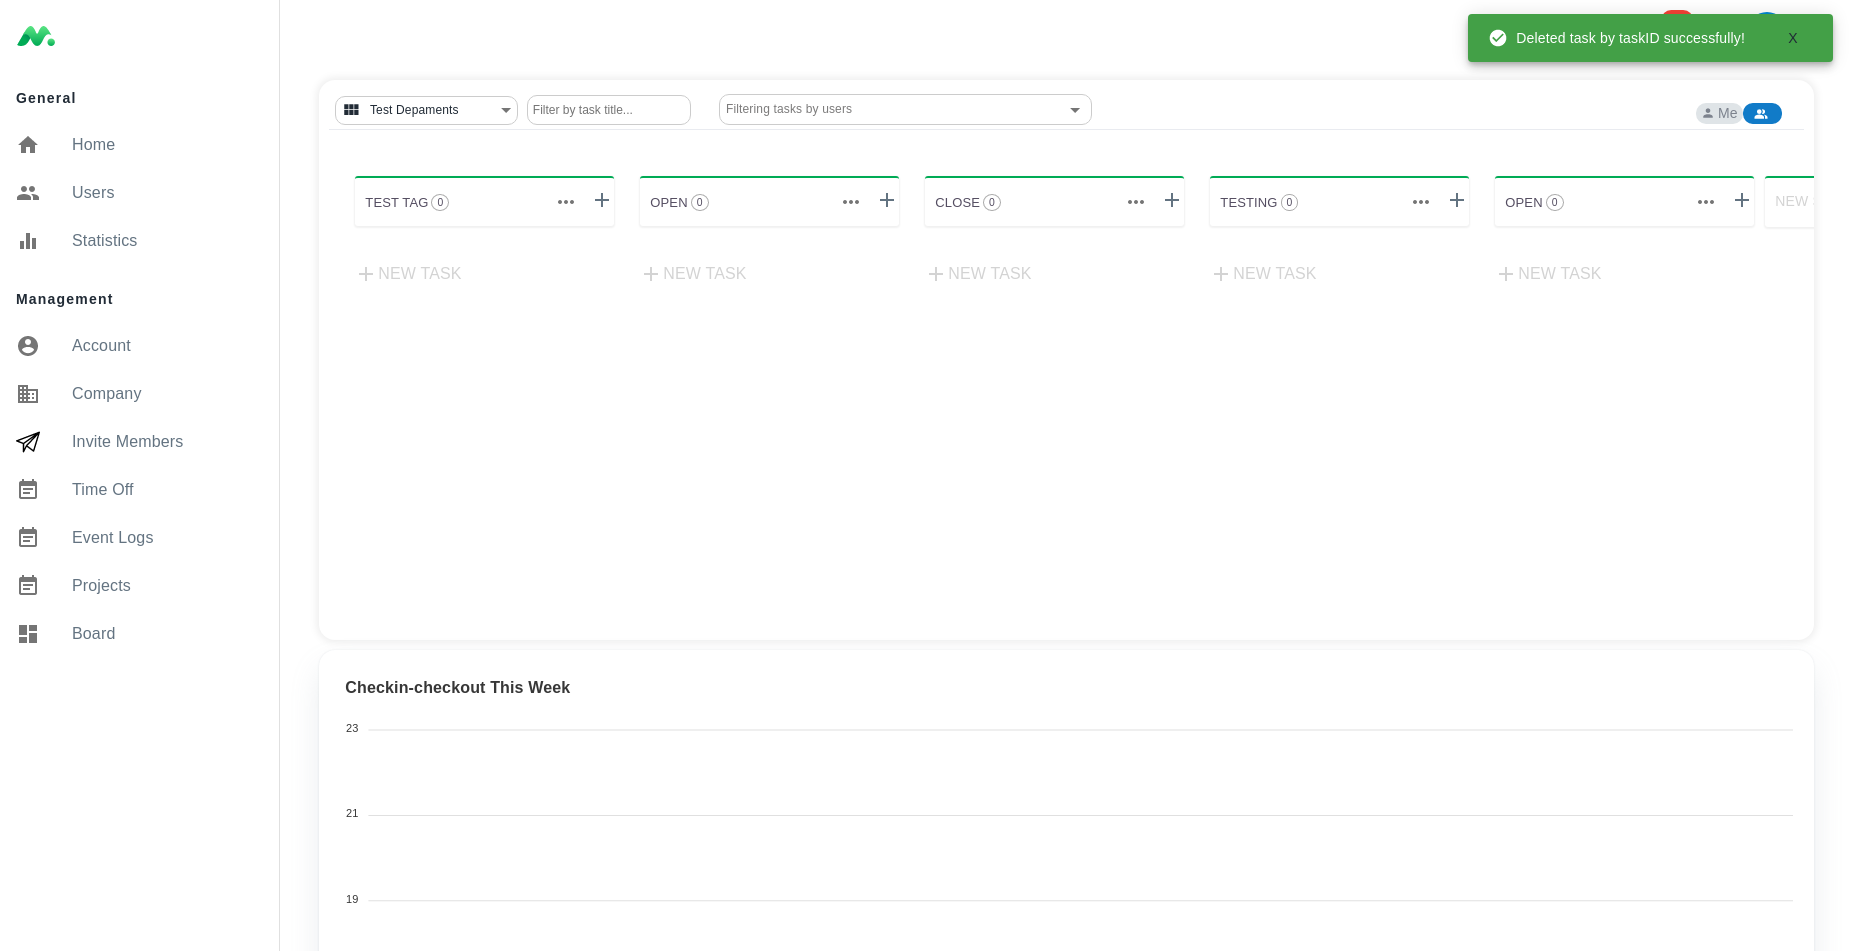 Deleted task by taskID successfully! X
General
Home
Users
Statistics
Management
Account
Company
Invite Members
Time Off
Event Logs
Projects
Board
Test Depaments
Filter by task title...
Filtering tasks by users
Me
TEST TAG 0
OPEN 0
CLOSE 0
TESTING 0
OPEN 0
NEW
NEW TASK
NEW TASK
NEW TASK
NEW TASK
NEW TASK
Checkin-checkout This Week
23
21
19